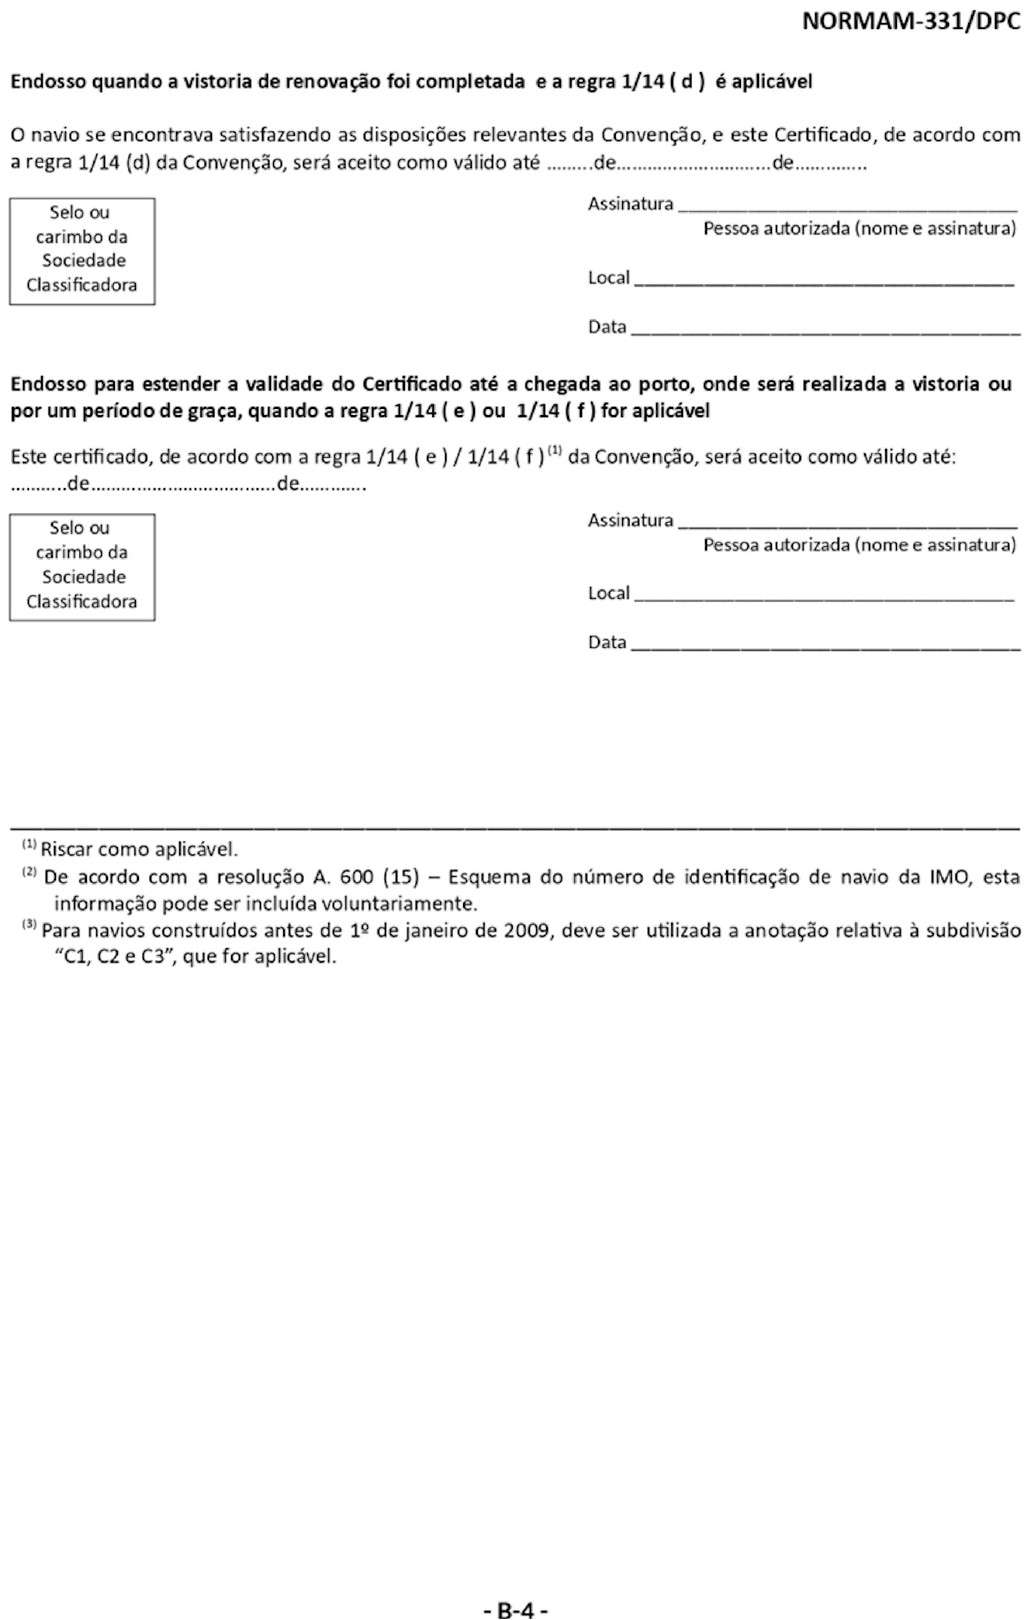 NORMAM-331/DPC
Endosso quando a vistoria de renovação foi completada e a regra 1/14 ( d ) é aplicável
O navio se encontrava satisfazendo as disposições relevantes da Convenção, e este Certificado, de acordo com
a regra 1/14 (d) da Convenção, será aceito como válido até .........de..............................de..............
Selo ou
carimbo da
Sociedade
Classificadora
Assinatura __________________________________
Pessoa autorizada (nome e assinatura)
Local ______________________________________
Data _______________________________________
Endosso para estender a validade do Certificado até a chegada ao porto, onde será realizada a vistoria ou
por um período de graça, quando a regra 1/14 ( e ) ou 1/14 ( f ) for aplicável
Este certificado, de acordo com a regra 1/14 ( e ) / 1/14 ( f ) (1) da Convenção, será aceito como válido até:
...........de....................................de.............
Selo ou
carimbo da
Sociedade
Classificadora
Assinatura __________________________________
Pessoa autorizada (nome e assinatura)
Local ______________________________________
Data _______________________________________
(1) Riscar como aplicável.
(2) De acordo com a resolução A. 600 (15) – Esquema do número de identificação de navio da IMO, esta
informação pode ser incluída voluntariamente.
(3) Para navios construídos antes de 1º de janeiro de 2009, deve ser utilizada a anotação relativa à subdivisão
“C1, C2 e C3”, que for aplicável.
- B-4 -